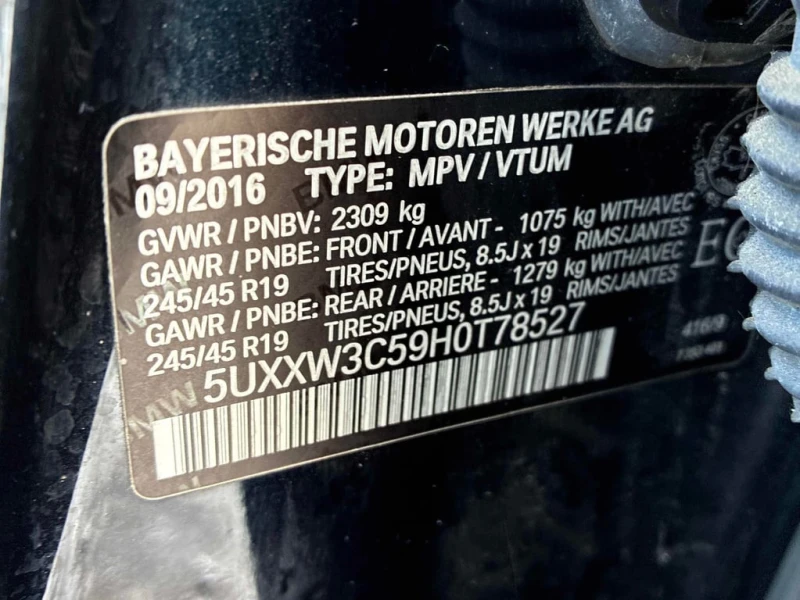 BAYERISCHE MOTOREN WERKE AG
09/2016 TYPE: MPV / VTUM
GVWR / PNBV: 2309 kg
GAWR / PNBE: FRONT / AVANT - 1075 kg WITH/AVEC
245/45 R19 TIRES/PNEUS, 8.5J x 19 RIMS/JANTES
GAWR / PNBE: REAR / ARRIERE - 1279 kg WITH/AVEC
245/45 R19 TIRES/PNEUS, 8.5J x 19 RIMS/JANTES
5UXXW3C59H0T78527